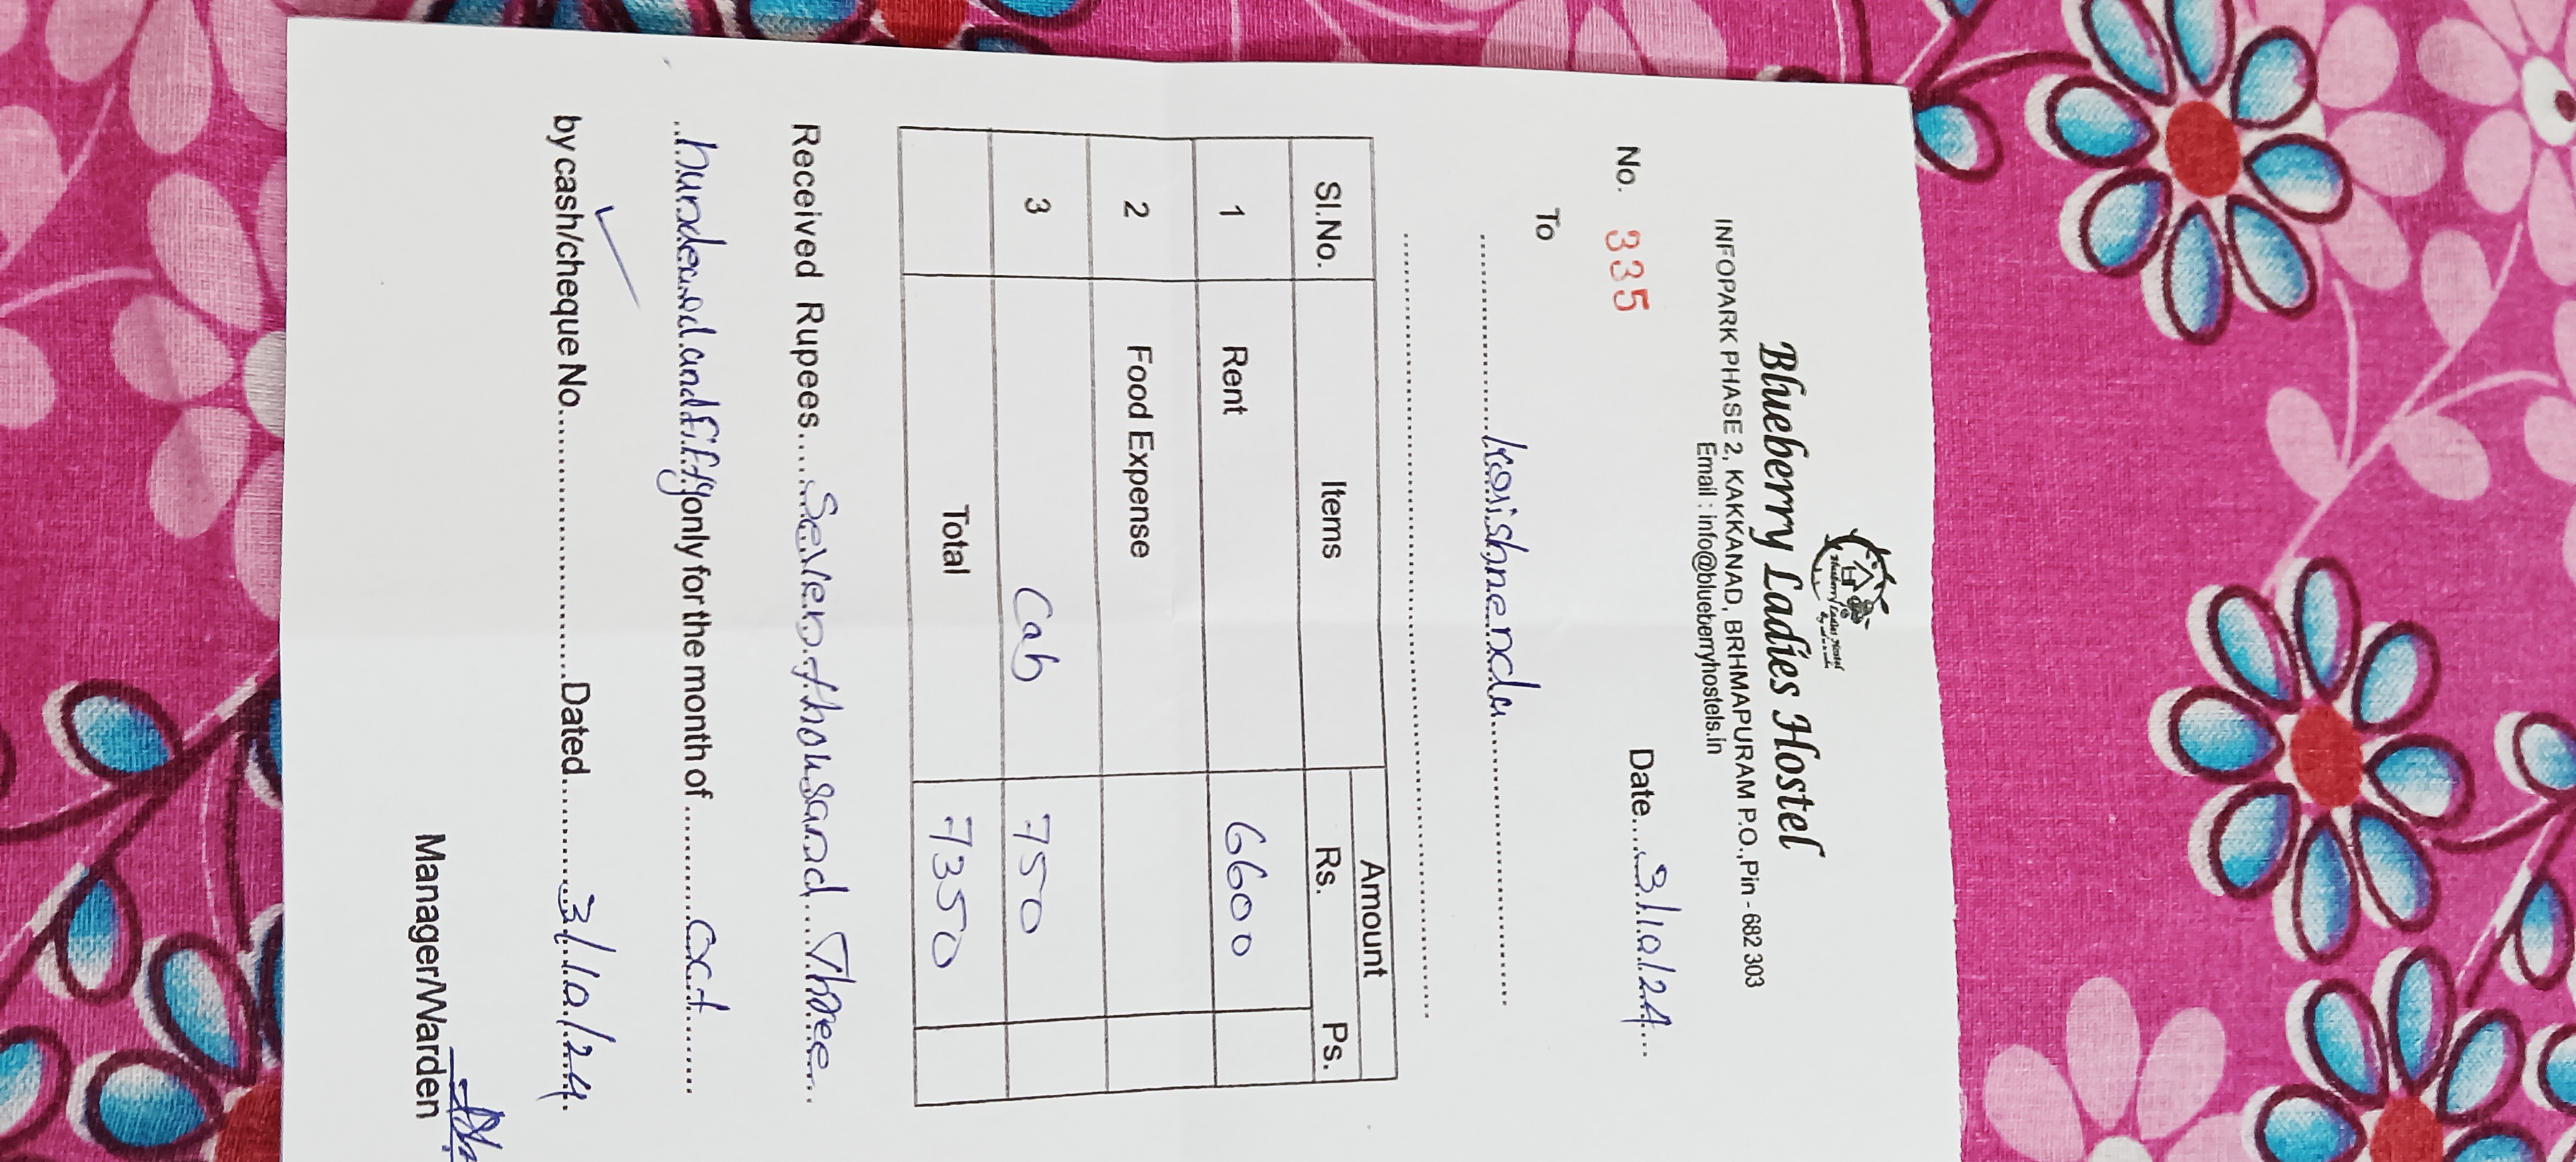 Blueberry Ladies Hostel
INFOPARK PHASE 2, KAKKANAD, BRHMAPURAM P.O.,Pin - 682 303
Email : info@blueberryhostels.in
No. 335 Date...3/10/24...
To
krishnendu
Sl.No. Items Amount
Rs. Ps.
1 Rent 6600
2 Food Expense
3 Cab 750
Total 7350
Received Rupees.....Seven thousand Three
hundered and fifty only for the month of Oct
by cash/cheque No. Dated 3/10/24.
Manager/Warden